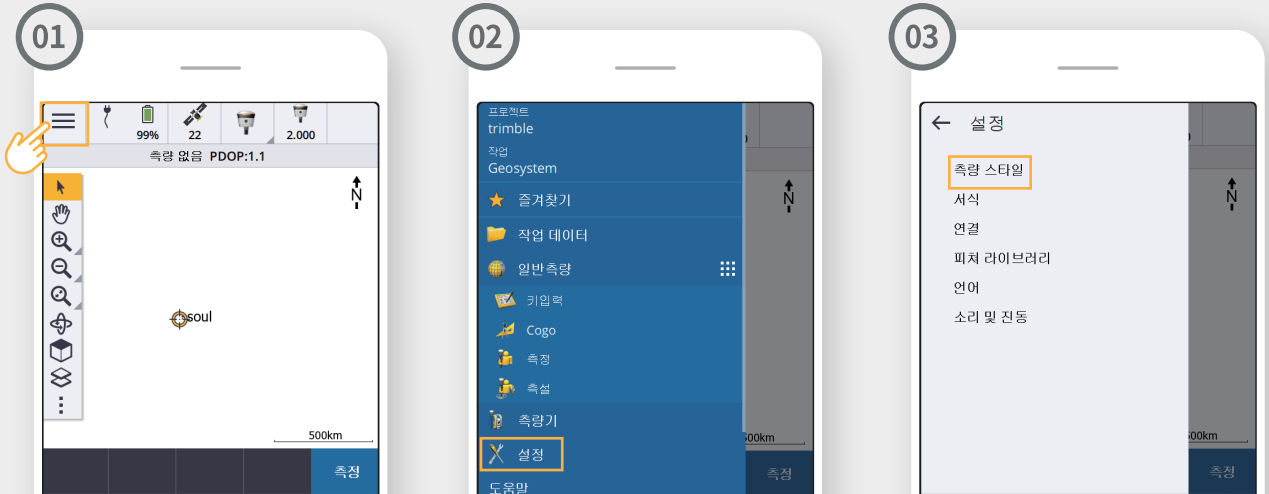 01
99%
22
2.000
측량 없음 PDOP:1.1
N
soul
500km
측정
02
프로젝트
trimble
작업
Geosystem
즐겨찾기
N
작업 데이터
일반측량
키입력
Cogo
측정
측설
측량기
500km
설정
측정
도움말
03
설정
측량 스타일
서식
N
연결
피쳐 라이브러리
언어
소리 및 진동
00km
측정